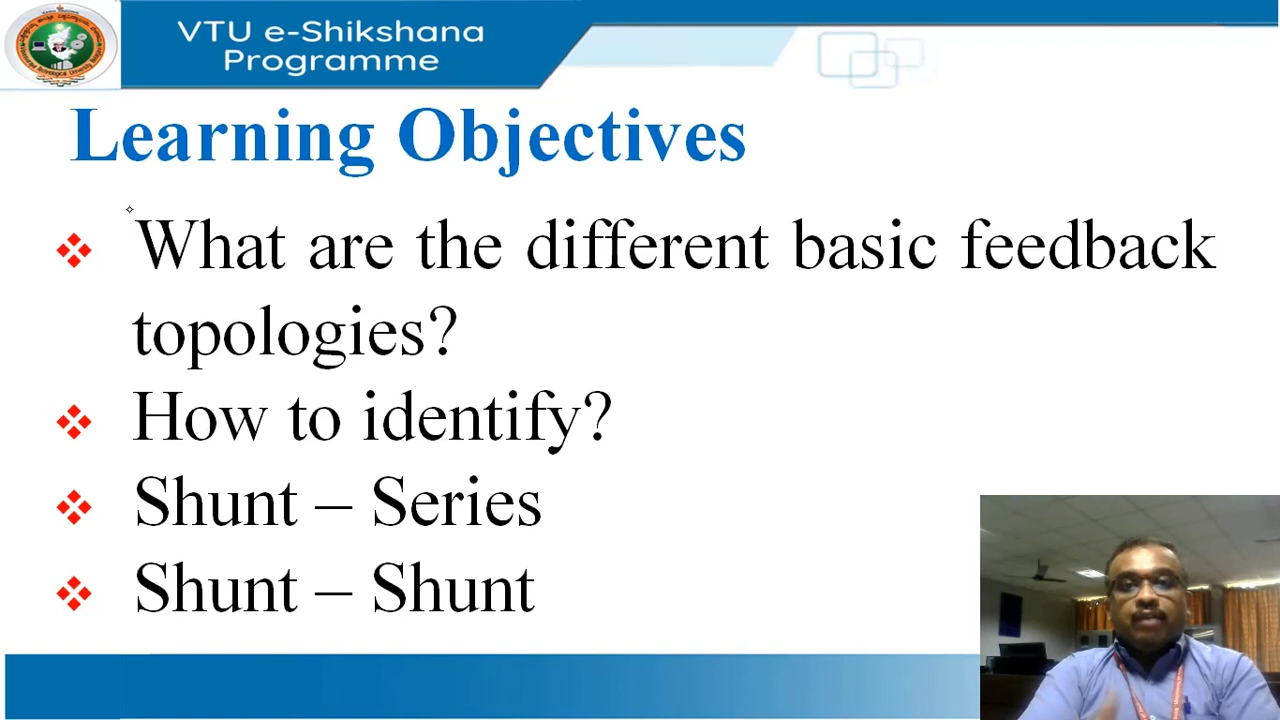 VTU e-Shikshana
Programme
Learning Objectives
What are the different basic feedback
topologies?
How to identify?
Shunt – Series
Shunt – Shunt